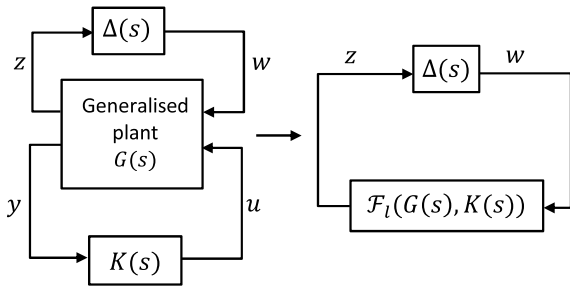 Δ(s)
z
w
Generalised
plant
G(s)
y
u
K(s)
z
Δ(s)
w
ℱ_l(G(s), K(s))